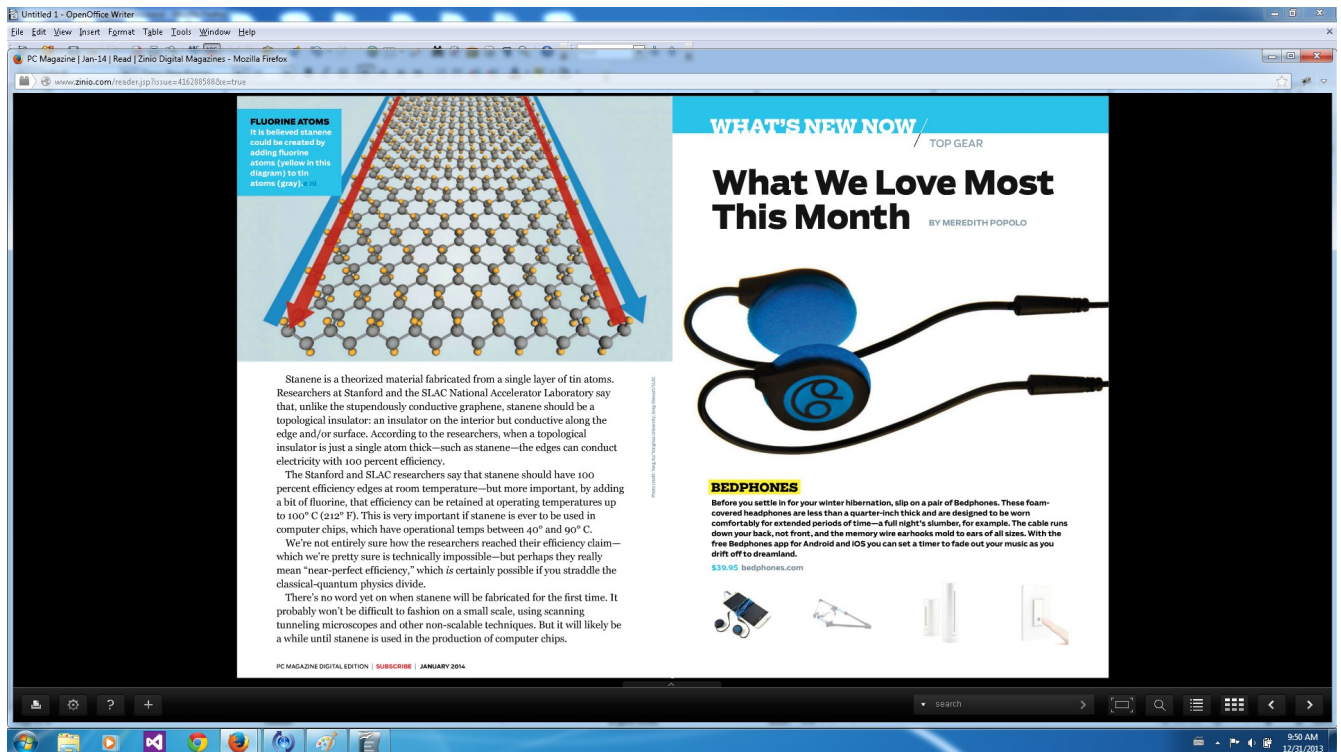 Untitled 1 - OpenOffice Writer
File Edit View Insert Format Table Tools Window Help
PC Magazine | Jan-14 | Read | Zinio Digital Magazines - Mozilla Firefox
www.zinio.com/reader.jsp?issue=416288588&e=true
FLUORINE ATOMS
It is believed stanene
could be created by
adding fluorine
atoms (yellow in this
diagram) to tin
atoms (gray).
Stanene is a theorized material fabricated from a single layer of tin atoms.
Researchers at Stanford and the SLAC National Accelerator Laboratory say
that, unlike the stupendously conductive graphene, stanene should be a
topological insulator: an insulator on the interior but conductive along the
edge and/or surface. According to the researchers, when a topological
insulator is just a single atom thick—such as stanene—the edges can conduct
electricity with 100 percent efficiency.
The Stanford and SLAC researchers say that stanene should have 100
percent efficiency edges at room temperature—but more important, by adding
a bit of fluorine, that efficiency can be retained at operating temperatures up
to 100° C (212° F). This is very important if stanene is ever to be used in
computer chips, which have operational temps between 40° and 90° C.
We're not entirely sure how the researchers reached their efficiency claim—
which we're pretty sure is technically impossible—but perhaps they really
mean "near-perfect efficiency," which is certainly possible if you straddle the
classical-quantum physics divide.
There's no word yet on when stanene will be fabricated for the first time. It
probably won't be difficult to fashion on a small scale, using scanning
tunneling microscopes and other non-scalable techniques. But it will likely be
a while until stanene is used in the production of computer chips.
PC MAGAZINE DIGITAL EDITION | SUBSCRIBE | JANUARY 2014
WHAT'S NEW NOW
TOP GEAR
What We Love Most
This Month BY MEREDITH POPOLO
BEDPHONES
Before you settle in for your winter hibernation, slip on a pair of Bedphones. These foam-
covered headphones are less than a quarter-inch thick and are designed to be worn
comfortably for extended periods of time—a full night's slumber, for example. The cable runs
down your back, not front, and the memory wire earhooks mold to ears of all sizes. With the
free Bedphones app for Android and iOS you can set a timer to fade out your music as you
drift off to dreamland.
$39.95 bedphones.com
search
9:50 AM
12/31/2013